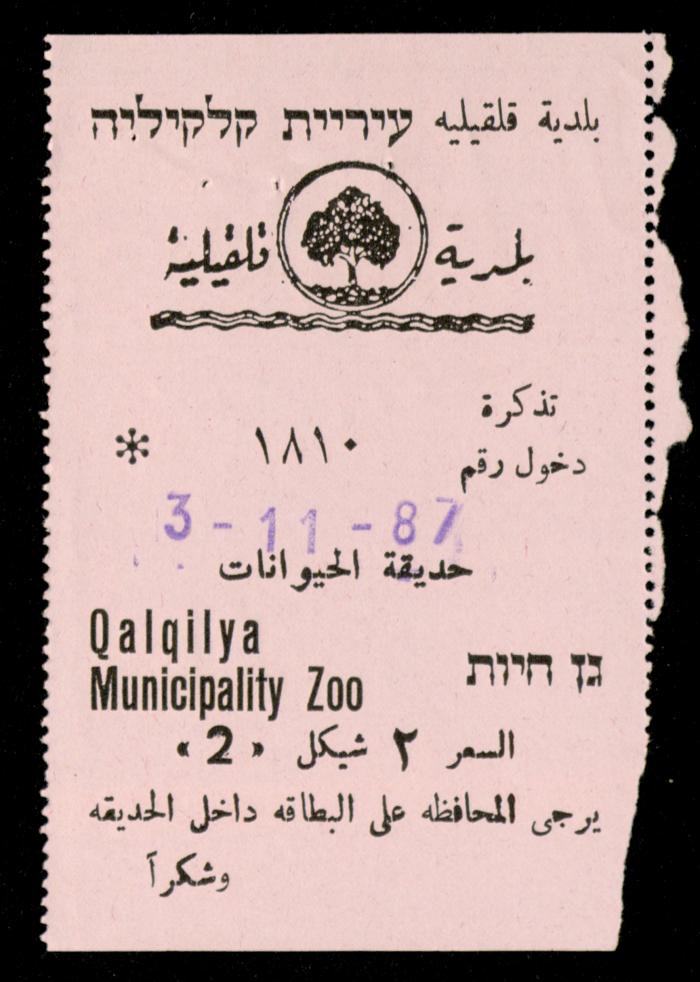 بلدية قلقيليه עיריית קלקיליה
بلدية قلقيلية
تذكرة
دخول رقم ١٨١٠ *
3-11-87
حديقة الحيوانات
Qalqilya
Municipality Zoo
גן חיות
السعر ٢ شيكل « 2 »
يرجى المحافظه على البطاقه داخل الحديقه
وشكراً